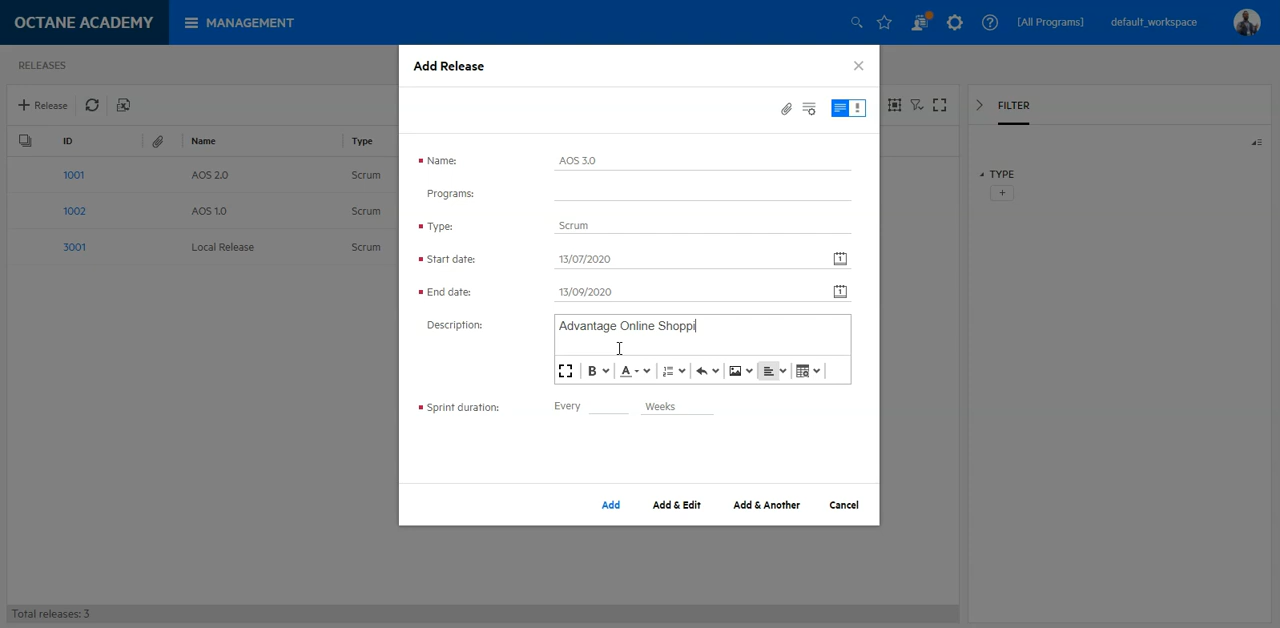 OCTANE ACADEMY
MANAGEMENT
[All Programs]
default_workspace
RELEASES
Release
ID
Name
Type
1001
AOS 2.0
Scrum
1002
AOS 1.0
Scrum
3001
Local Release
Scrum
Total releases: 3
Add Release
Name:
AOS 3.0
Programs:
Type:
Scrum
Start date:
13/07/2020
End date:
13/09/2020
Description:
Advantage Online Shoppi
Sprint duration:
Every
Weeks
Add
Add & Edit
Add & Another
Cancel
FILTER
TYPE